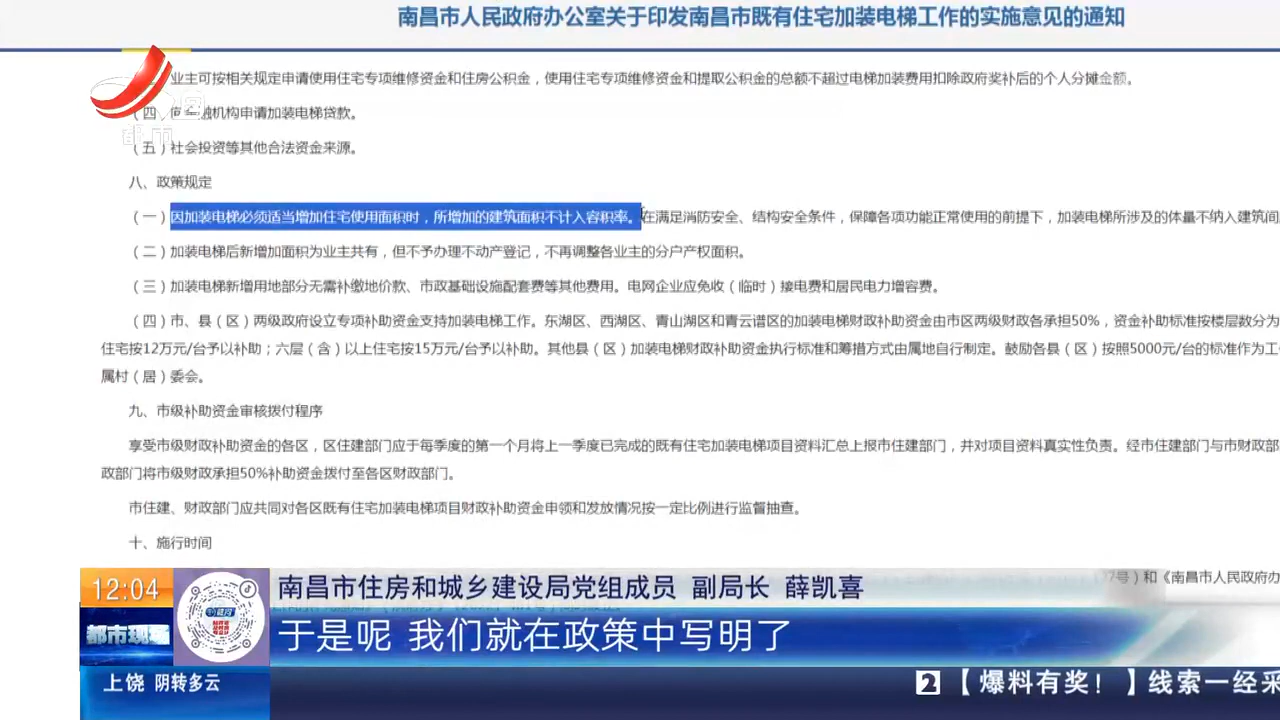 南昌市人民政府办公室关于印发南昌市既有住宅加装电梯工作的实施意见的通知
业主可按相关规定申请使用住宅专项维修资金和住房公积金，使用住宅专项维修资金和提取公积金的总额不超过电梯加装费用扣除政府奖补后的个人分摊金额。
（四）融机构申请加装电梯贷款。
都市
（五）社会投资等其他合法资金来源。
八、政策规定
（一）因加装电梯必须适当增加住宅使用面积时，所增加的建筑面积不计入容积率。在满足消防安全、结构安全条件，保障各项功能正常使用的前提下，加装电梯所涉及的体量不纳入建筑间
（二）加装电梯后新增加面积为业主共有，但不予办理不动产登记，不再调整各业主的分户产权面积。
（三）加装电梯新增用地部分无需补缴地价款、市政基础设施配套费等其他费用。电网企业应免收（临时）接电费和居民电力增容费。
（四）市、县（区）两级政府设立专项补助资金支持加装电梯工作。东湖区、西湖区、青山湖区和青云谱区的加装电梯财政补助资金由市区两级财政各承担50%，资金补助标准按楼层数分为
住宅按12万元/台予以补助；六层（含）以上住宅按15万元/台予以补助。其他县（区）加装电梯财政补助资金执行标准和筹措方式由属地自行制定。鼓励各县（区）按照5000元/台的标准作为工
属村（居）委会。
九、市级补助资金审核拨付程序
享受市级财政补助资金的各区，区住建部门应于每季度的第一个月将上一季度已完成的既有住宅加装电梯项目资料汇总上报市住建部门，并对项目资料真实性负责。经市住建部门与市财政部
政部门将市级财政承担50%补助资金拨付至各区财政部门。
市住建、财政部门应共同对各区既有住宅加装电梯项目财政补助资金申领和发放情况按一定比例进行监督抽查。
十、施行时间
号）和《南昌市人民政府办
12:04
南昌市住房和城乡建设局党组成员 副局长 薛凯喜
都市现场
于是呢 我们就在政策中写明了
上饶 阴转多云
2【爆料有奖！】线索一经采